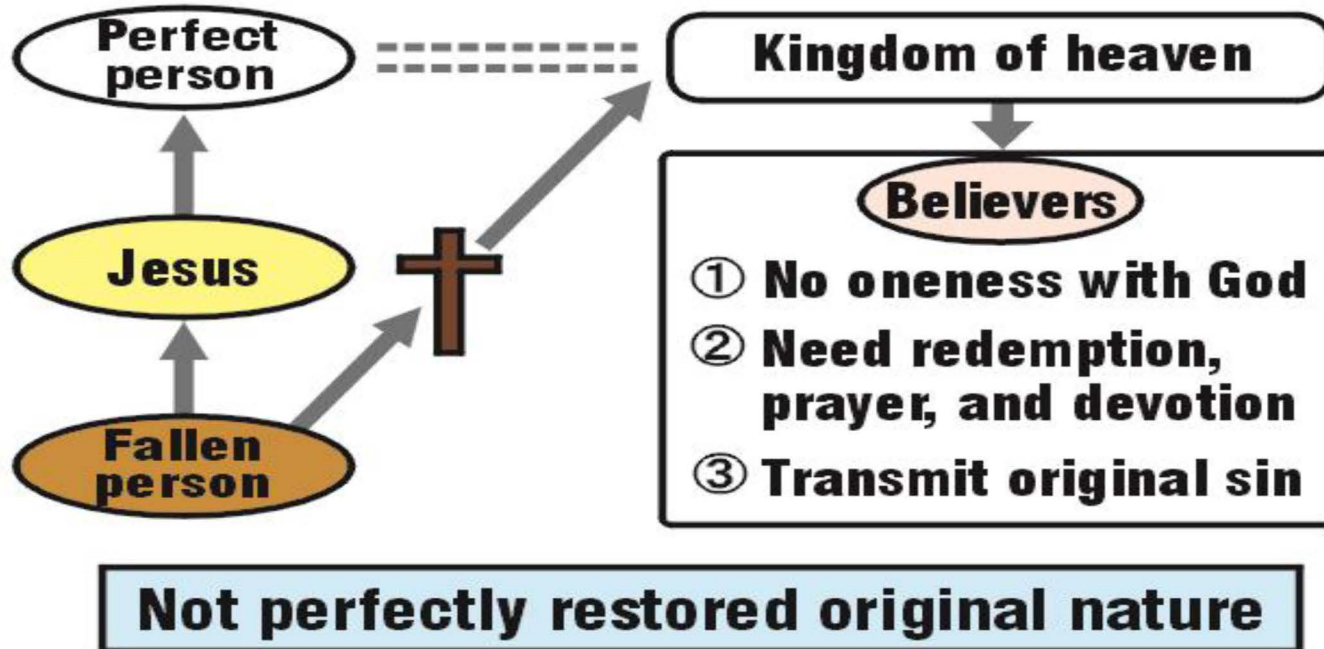 Perfect
person
Kingdom of heaven
Jesus
Fallen
person
Believers
① No oneness with God
② Need redemption,
prayer, and devotion
③ Transmit original sin
Not perfectly restored original nature